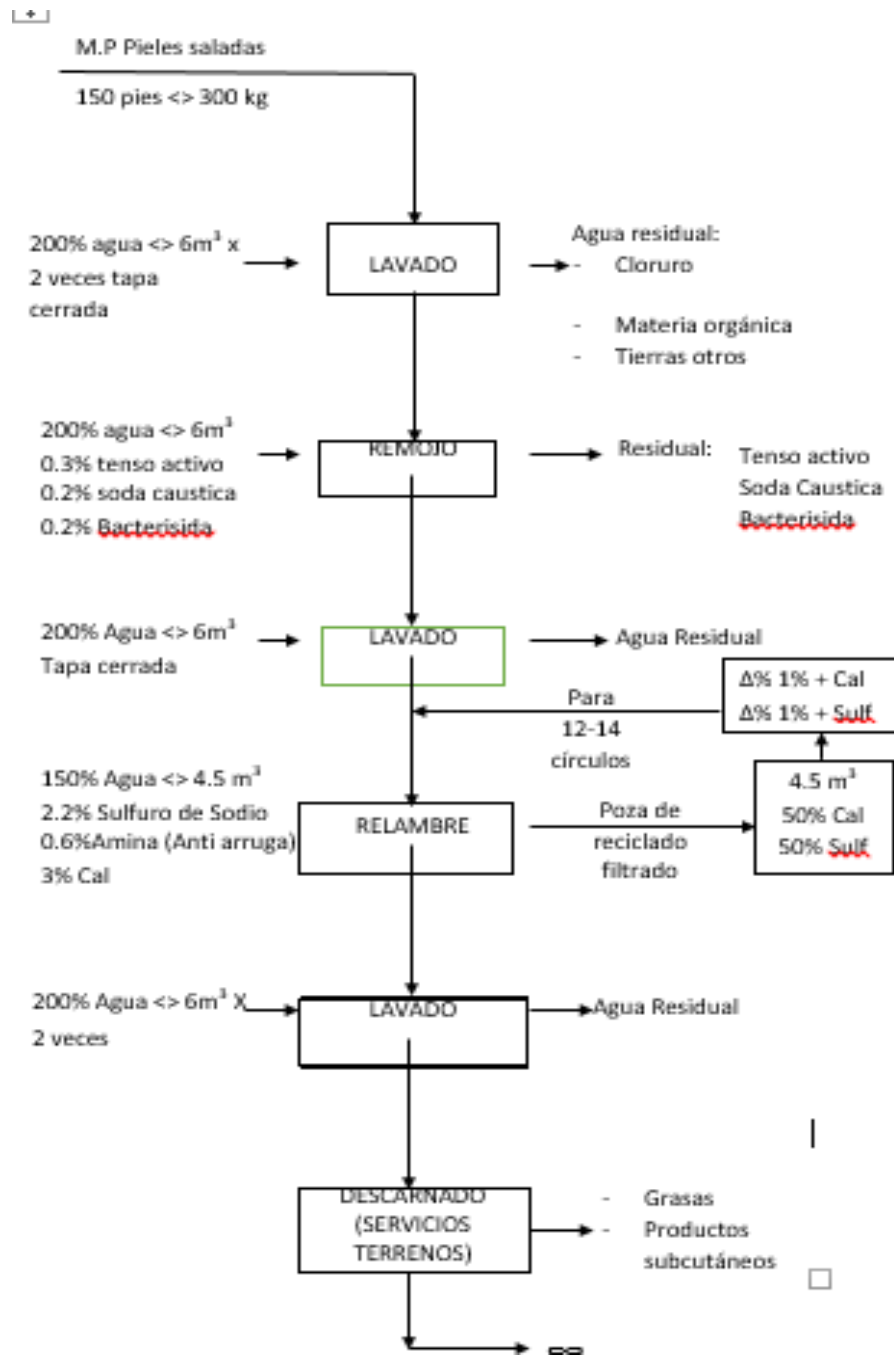 M.P Pieles saladas
150 pies <> 300 kg
200% agua <> 6m³ x
2 veces tapa
cerrada
LAVADO
Agua residual:
- Cloruro
- Materia orgánica
- Tierras otros
200% agua <> 6m³
0.3% tenso activo
0.2% soda caustica
0.2% Bacterisida
REMOJO
Residual:
Tenso activo
Soda Caustica
Bacterisida
200% Agua <> 6m³
Tapa cerrada
LAVADO
Agua Residual
Δ% 1% + Cal
Δ% 1% + Sulf
Para
12-14
círculos
150% Agua <> 4.5 m³
2.2% Sulfuro de Sodio
0.6%Amina (Anti arruga)
3% Cal
RELAMBRE
Poza de
reciclado
filtrado
4.5 m³
50% Cal
50% Sulf
200% Agua <> 6m³ X
2 veces
LAVADO
Agua Residual
DESCARNADO
(SERVICIOS
TERRENOS)
- Grasas
- Productos
subcutáneos